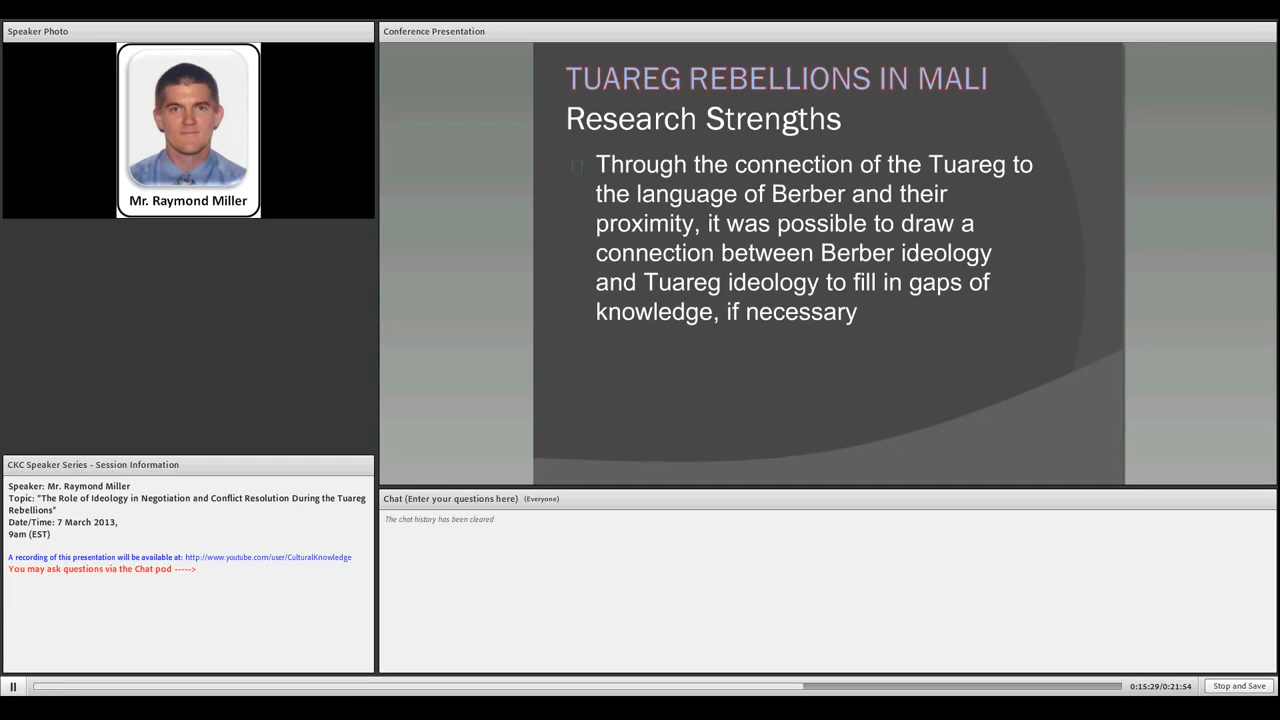 Speaker Photo
Mr. Raymond Miller
Conference Presentation
TUAREG REBELLIONS IN MALI
Research Strengths
Through the connection of the Tuareg to
the language of Berber and their
proximity, it was possible to draw a
connection between Berber ideology
and Tuareg ideology to fill in gaps of
knowledge, if necessary
CKC Speaker Series - Session Information
Speaker: Mr. Raymond Miller
Topic: "The Role of Ideology in Negotiation and Conflict Resolution During the Tuareg
Rebellions"
Date/Time: 7 March 2013,
9am (EST)
A recording of this presentation will be available at: http://www.youtube.com/user/CulturalKnowledge
You may ask questions via the Chat pod ----->
Chat (Enter your questions here) (Everyone)
The chat history has been cleared
0:15:29/0:21:54
Stop and Save